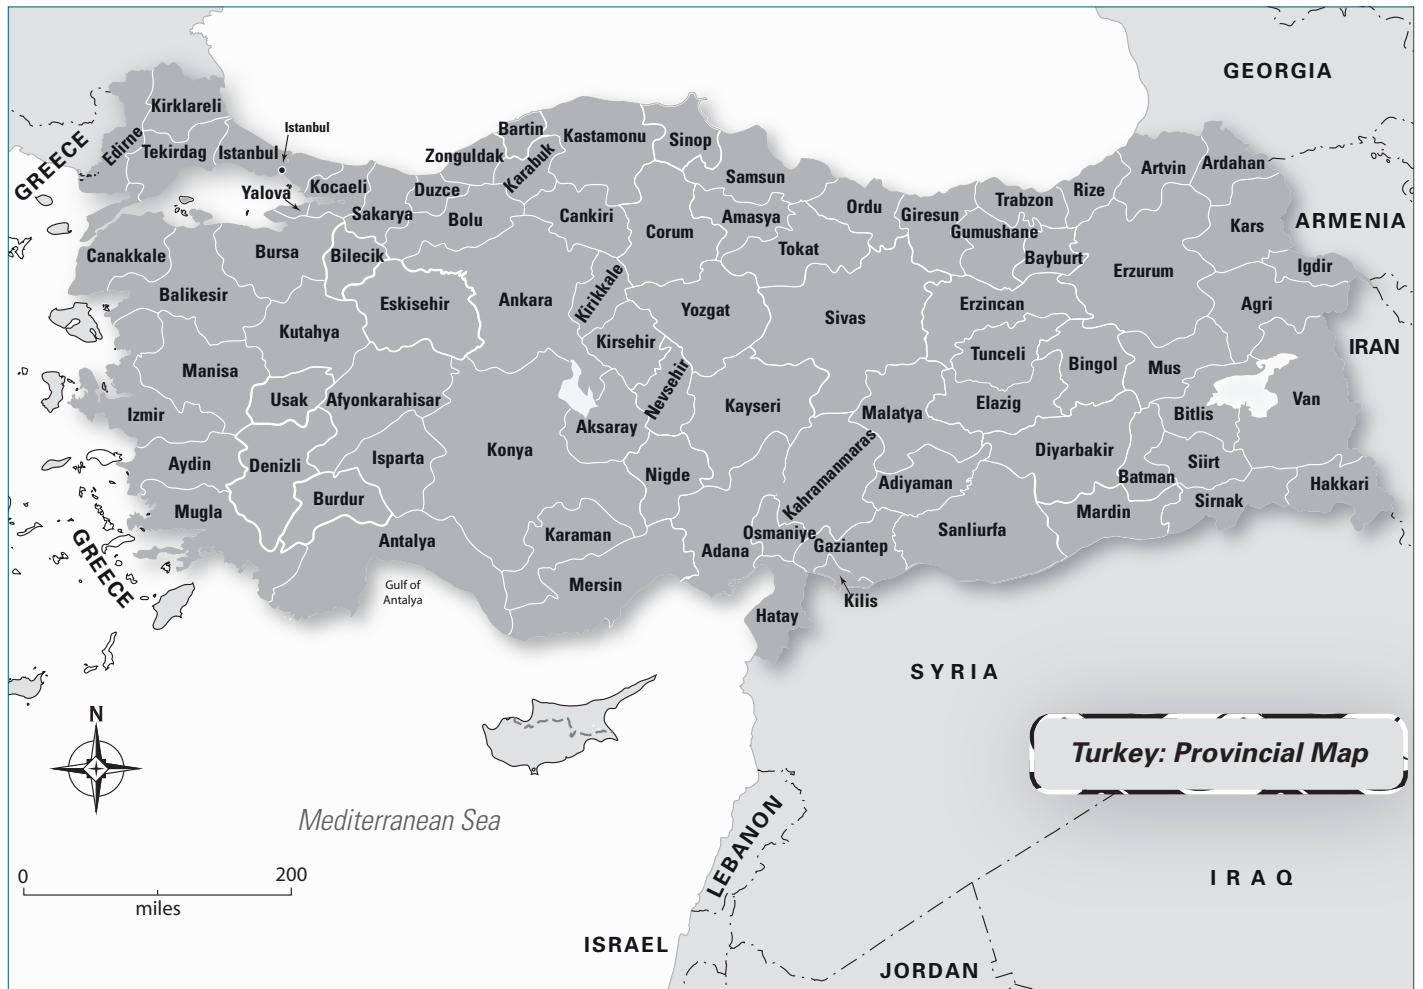 GEORGIA
Kirklareli
Bartin
Istanbul
Kastamonu
Sinop
Edirne
Tekirdag
Istanbul
Zonguldak
Karabuk
GREECE
Artvin
Ardahan
Samsun
Yalova
Kocaeli
Duzce
Rize
Trabzon
Sakarya
Bolu
Cankiri
Amasya
Ordu
Giresun
Kars
ARMENIA
Corum
Gumushane
Tokat
Canakkale
Bursa
Bilecik
Bayburt
Igdir
Erzurum
Balikesir
Eskisehir
Ankara
Kirikkale
Yozgat
Sivas
Erzincan
Agri
Kutahya
Kirsehir
IRAN
Tunceli
Manisa
Bingol
Mus
Nevsehir
Usak
Afyonkarahisar
Kayseri
Elazig
Van
Izmir
Malatya
Bitlis
Aksaray
Konya
Diyarbakir
Aydin
Denizli
Isparta
Kahramanmaras
Siirt
Nigde
Batman
Adiyaman
Hakkari
Burdur
Sirnak
Mugla
Mardin
Sanliurfa
Karaman
Osmaniye
Antalya
Gaziantep
Adana
GREECE
Mersin
Gulf of
Antalya
Kilis
Hatay
SYRIA
N
Turkey: Provincial Map
Mediterranean Sea
LEBANON
0 200
miles
IRAQ
ISRAEL
JORDAN